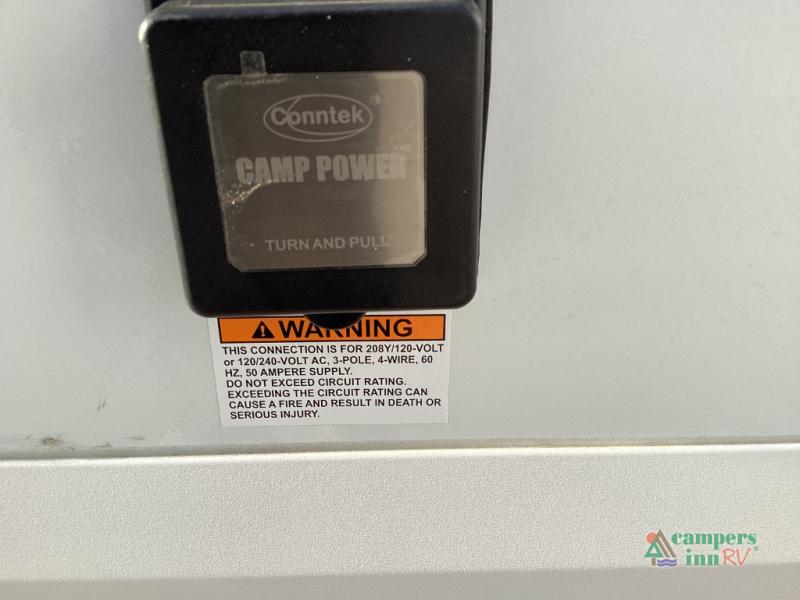 Conntek®
CAMP POWER
TURN AND PULL
WARNING
THIS CONNECTION IS FOR 208Y/120-VOLT
or 120/240-VOLT AC, 3-POLE, 4-WIRE, 60
HZ, 50 AMPERE SUPPLY.
DO NOT EXCEED CIRCUIT RATING.
EXCEEDING THE CIRCUIT RATING CAN
CAUSE A FIRE AND RESULT IN DEATH OR
SERIOUS INJURY.
campers
inn RV®